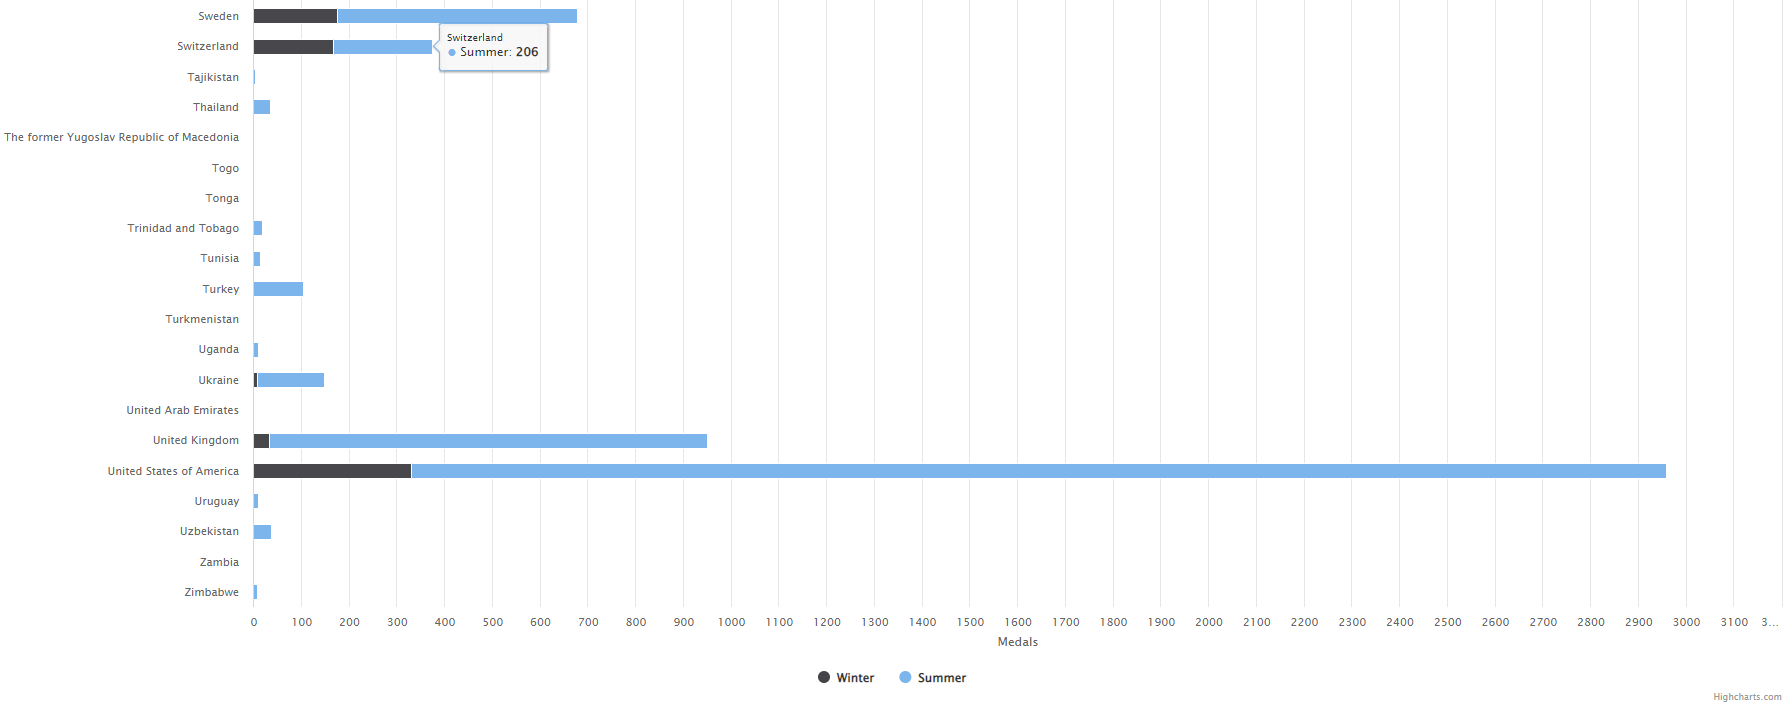 Sweden
Switzerland
Switzerland
Summer: 206
Tajikistan
Thailand
The former Yugoslav Republic of Macedonia
Togo
Tonga
Trinidad and Tobago
Tunisia
Turkey
Turkmenistan
Uganda
Ukraine
United Arab Emirates
United Kingdom
United States of America
Uruguay
Uzbekistan
Zambia
Zimbabwe
0 100 200 300 400 500 600 700 800 900 1000 1100 1200 1300 1400 1500 1600 1700 1800 1900 2000 2100 2200 2300 2400 2500 2600 2700 2800 2900 3000 3100 3...
Medals
Winter Summer
Highcharts.com